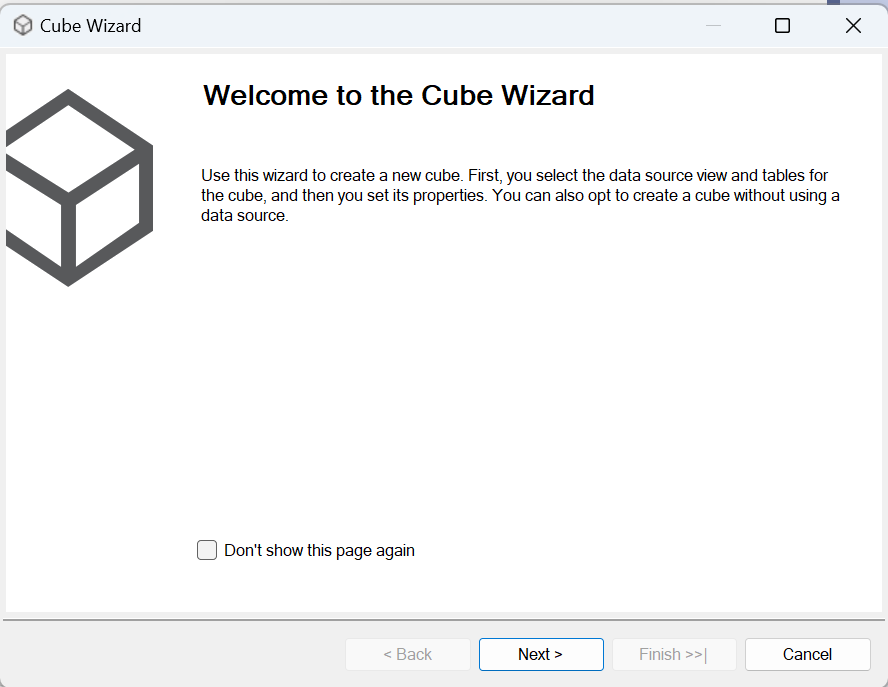 Cube Wizard
Welcome to the Cube Wizard
Use this wizard to create a new cube. First, you select the data source view and tables for
the cube, and then you set its properties. You can also opt to create a cube without using a
data source.
Don't show this page again
< Back
Next >
Finish >>|
Cancel